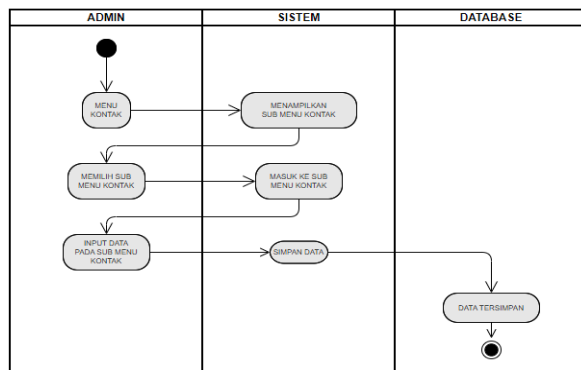 ADMIN
SISTEM
DATABASE
MENU
KONTAK
MENAMPILKAN
SUB MENU KONTAK
MEMILIH SUB
MENU KONTAK
MASUK KE SUB
MENU KONTAK
INPUT DATA
PADA SUB MENU
KONTAK
SIMPAN DATA
DATA TERSIMPAN